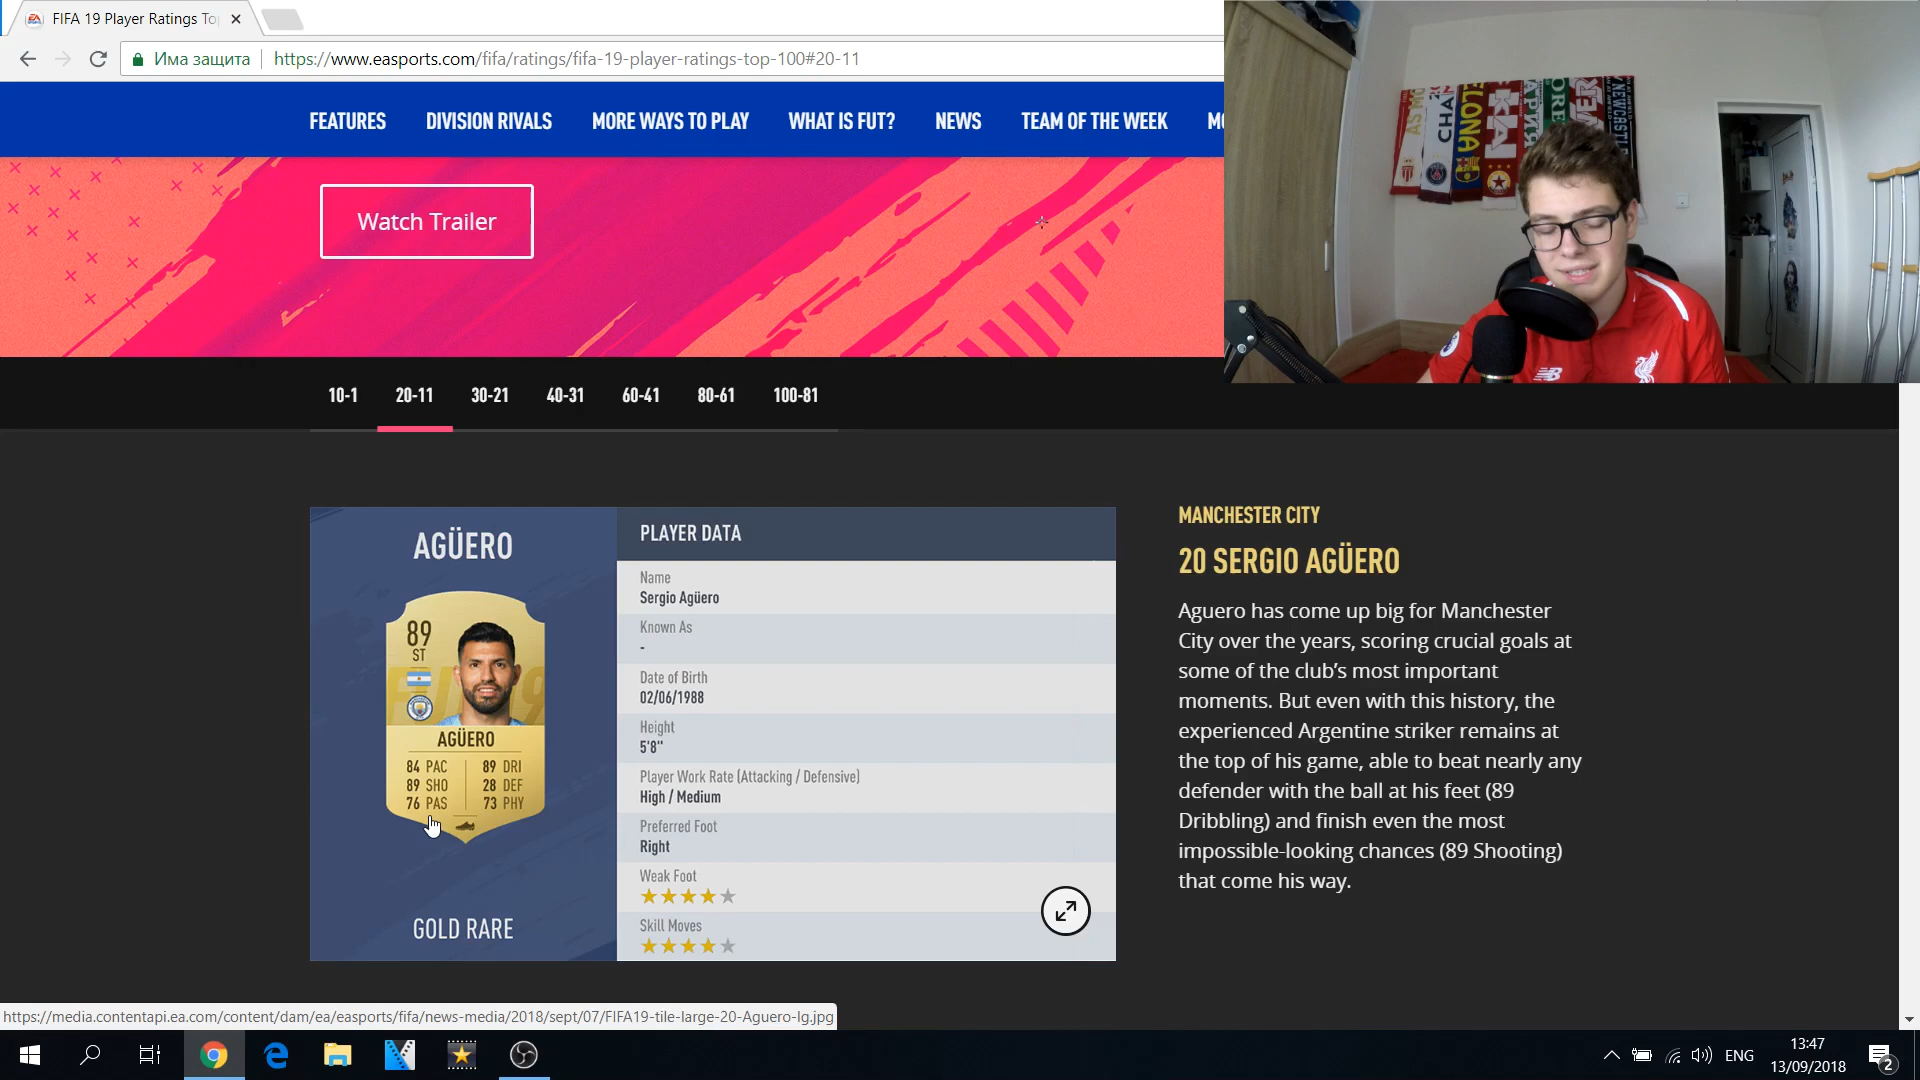 FIFA 19 Player Ratings To
Има защита
https://www.easports.com/fifa/ratings/fifa-19-player-ratings-top-100#20-11
FEATURES DIVISION RIVALS MORE WAYS TO PLAY WHAT IS FUT? NEWS TEAM OF THE WEEK MO
Watch Trailer
AS MO
CHA
ELONA
NEWCASTLE
NB
10-1 20-11 30-21 40-31 60-41 80-61 100-81
AGÜERO
89
ST
AGÜERO
84 PAC 89 DRI
89 SHO 28 DEF
76 PAS 73 PHY
GOLD RARE
PLAYER DATA
Name
Sergio Agüero
Known As
-
Date of Birth
02/06/1988
Height
5'8"
Player Work Rate (Attacking / Defensive)
High / Medium
Preferred Foot
Right
Weak Foot
Skill Moves
MANCHESTER CITY
20 SERGIO AGÜERO
Aguero has come up big for Manchester
City over the years, scoring crucial goals at
some of the club’s most important
moments. But even with this history, the
experienced Argentine striker remains at
the top of his game, able to beat nearly any
defender with the ball at his feet (89
Dribbling) and finish even the most
impossible-looking chances (89 Shooting)
that come his way.
https://media.contentapi.ea.com/content/dam/ea/easports/fifa/news-media/2018/sept/07/FIFA19-tile-large-20-Aguero-lg.jpg
ENG
13:47
13/09/2018
2